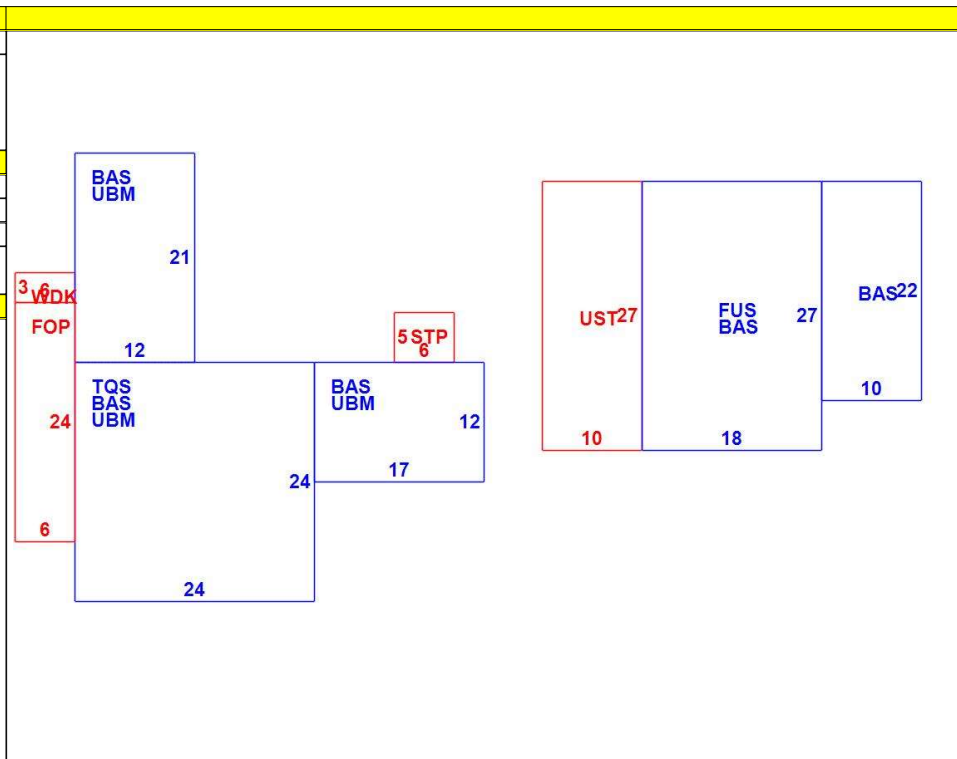 BAS
UBM
21
12
3 6
WDK
FOP
24
6
TQS
BAS
UBM
24
24
5 STP
6
BAS
UBM
12
17
UST 27
10
FUS
BAS
27
18
BAS 22
10